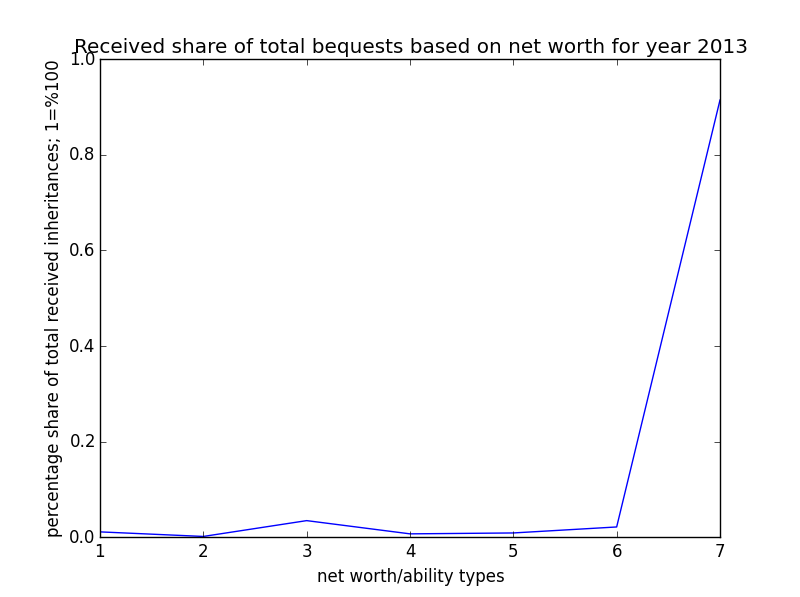 Received share of total bequests based on net worth for year 2013
percentage share of total received inheritances; 1=%100
1.0
0.8
0.6
0.4
0.2
0.0
1 2 3 4 5 6 7
net worth/ability types